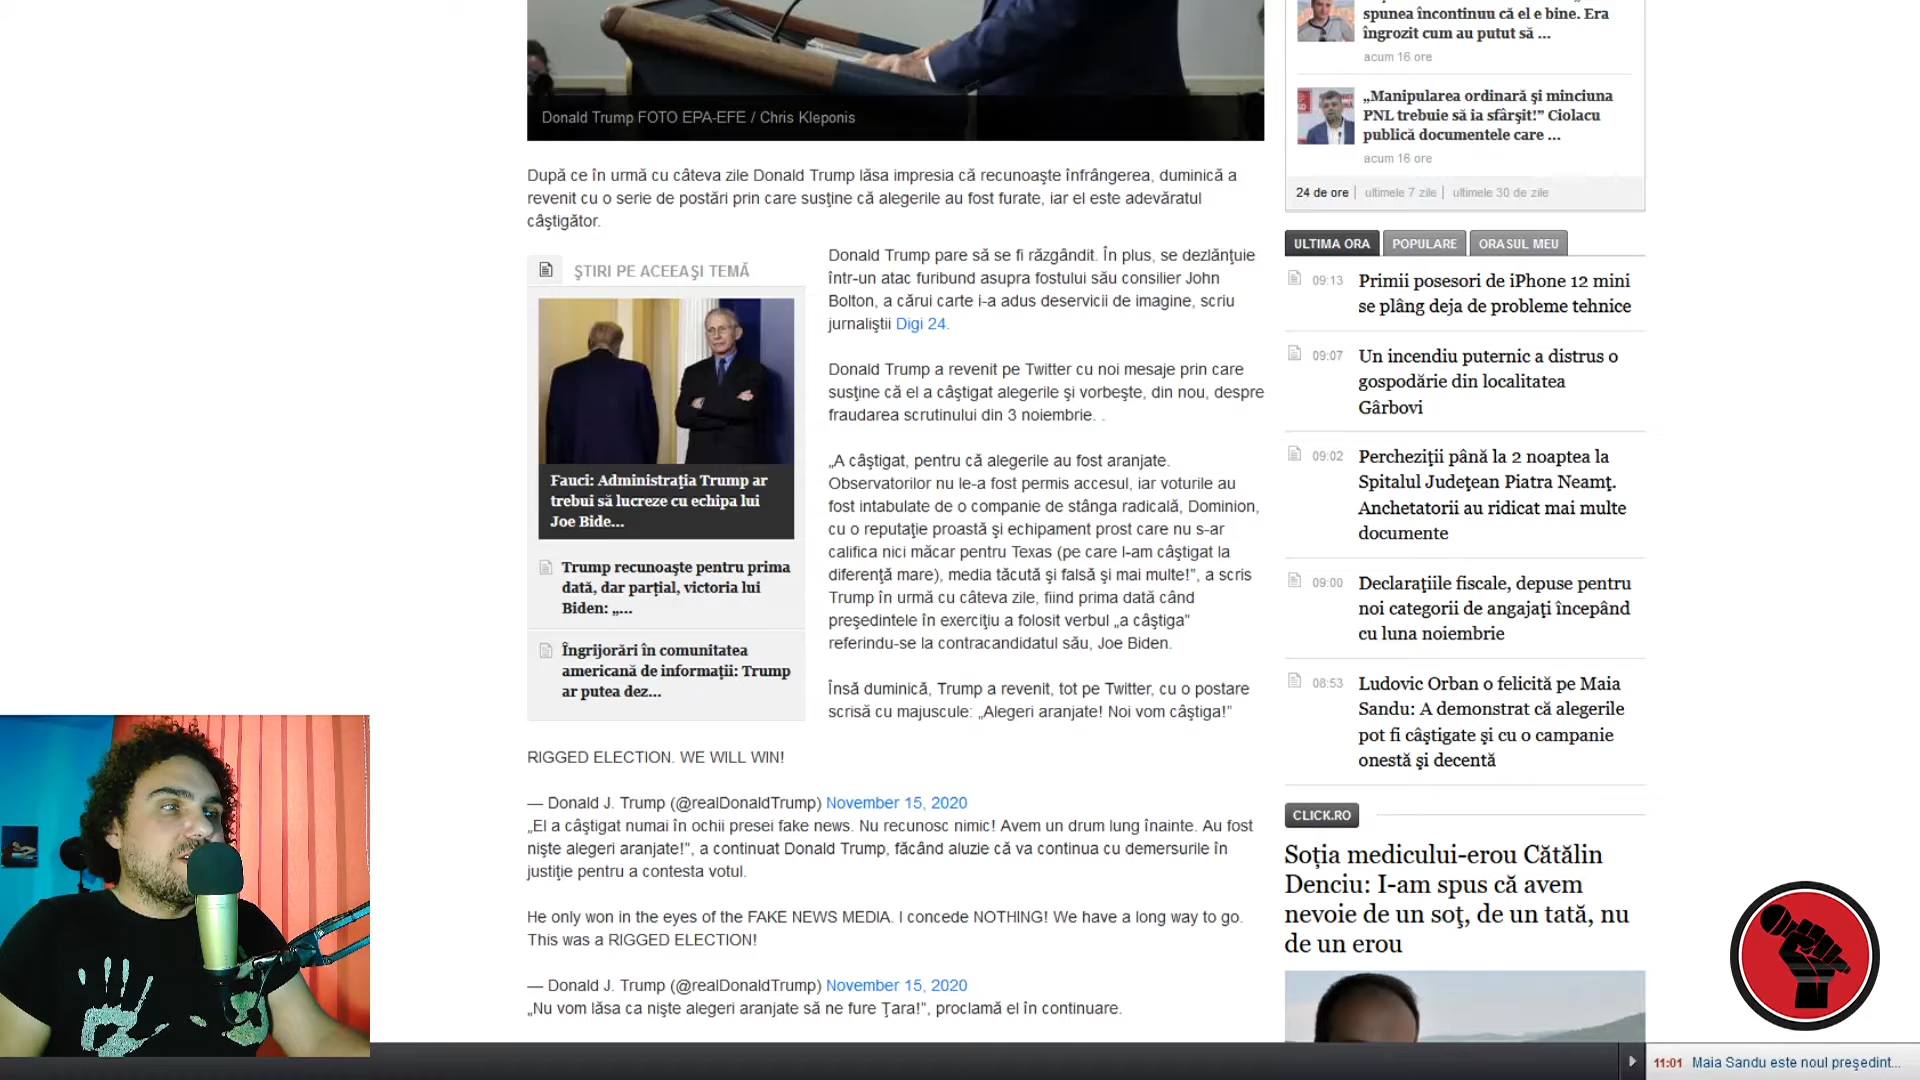 Donald Trump FOTO EPA-EFE / Chris Kleponis
După ce în urmă cu câteva zile Donald Trump lăsa impresia că recunoaşte înfrângerea, duminică a
revenit cu o serie de postări prin care susţine că alegerile au fost furate, iar el este adevăratul
câştigător.
ŞTIRI PE ACEEAŞI TEMĂ
Fauci: Administraţia Trump ar
trebui să lucreze cu echipa lui
Joe Bide...
Trump recunoaşte pentru prima
dată, dar parţial, victoria lui
Biden: „...
Îngrijorări în comunitatea
americană de informaţii: Trump
ar putea dez...
Donald Trump pare să se fi răzgândit. În plus, se dezlănţuie
într-un atac furibund asupra fostului său consilier John
Bolton, a cărui carte i-a adus deservicii de imagine, scriu
jurnaliştii Digi 24.
Donald Trump a revenit pe Twitter cu noi mesaje prin care
susţine că el a câştigat alegerile şi vorbeşte, din nou, despre
fraudarea scrutinului din 3 noiembrie. .
„A câştigat, pentru că alegerile au fost aranjate.
Observatorilor nu le-a fost permis accesul, iar voturile au
fost intabulate de o companie de stânga radicală, Dominion,
cu o reputaţie proastă şi echipament prost care nu s-ar
califica nici măcar pentru Texas (pe care l-am câştigat la
diferenţă mare), media tăcută şi falsă şi mai multe!”, a scris
Trump în urmă cu câteva zile, fiind prima dată când
preşedintele în exerciţiu a folosit verbul „a câştiga”
referindu-se la contracandidatul său, Joe Biden.
Însă duminică, Trump a revenit, tot pe Twitter, cu o postare
scrisă cu majuscule: „Alegeri aranjate! Noi vom câştiga!”
RIGGED ELECTION. WE WILL WIN!
— Donald J. Trump (@realDonaldTrump) November 15, 2020
„El a câştigat numai în ochii presei fake news. Nu recunosc nimic! Avem un drum lung înainte. Au fost
nişte alegeri aranjate!”, a continuat Donald Trump, făcând aluzie că va continua cu demersurile în
justiţie pentru a contesta votul.
He only won in the eyes of the FAKE NEWS MEDIA. I concede NOTHING! We have a long way to go.
This was a RIGGED ELECTION!
— Donald J. Trump (@realDonaldTrump) November 15, 2020
„Nu vom lăsa ca nişte alegeri aranjate să ne fure Ţara!”, proclamă el în continuare.
spunea încontinuu că el e bine. Era
îngrozit cum au putut să ...
acum 16 ore
„Manipularea ordinară şi minciuna
PNL trebuie să ia sfârşit!” Ciolacu
publică documentele care ...
acum 16 ore
24 de ore | ultimele 7 zile | ultimele 30 de zile
ULTIMA ORA POPULARE ORASUL MEU
09:13 Primii posesori de iPhone 12 mini
se plâng deja de probleme tehnice
09:07 Un incendiu puternic a distrus o
gospodărie din localitatea
Gârbovi
09:02 Percheziţii până la 2 noaptea la
Spitalul Judeţean Piatra Neamţ.
Anchetatorii au ridicat mai multe
documente
09:00 Declaraţiile fiscale, depuse pentru
noi categorii de angajaţi începând
cu luna noiembrie
08:53 Ludovic Orban o felicită pe Maia
Sandu: A demonstrat că alegerile
pot fi câştigate şi cu o campanie
onestă şi decentă
CLICK.RO
Soția medicului-erou Cătălin
Denciu: I-am spus că avem
nevoie de un soţ, de un tată, nu
de un erou
11:01 Maia Sandu este noul preşedint...